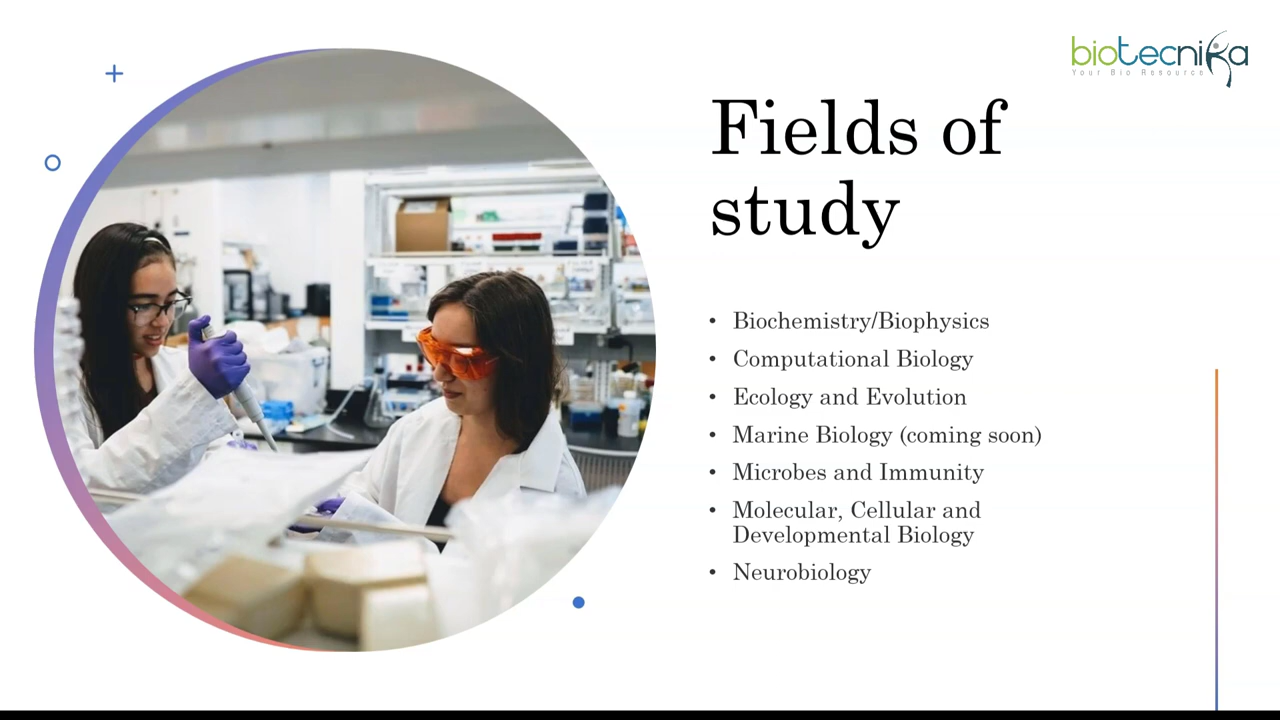 biotecnika
Your Bio Resource
Fields of
study
• Biochemistry/Biophysics
• Computational Biology
• Ecology and Evolution
• Marine Biology (coming soon)
• Microbes and Immunity
• Molecular, Cellular and
Developmental Biology
• Neurobiology